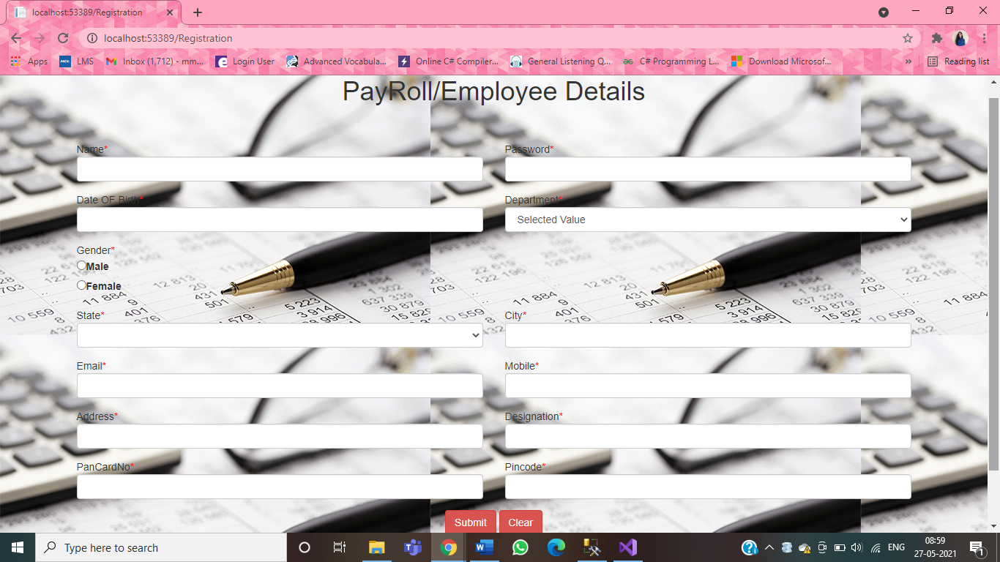 localhost:53389/Registration
localhost:53389/Registration
Apps MCL LMS Inbox (1,712) - mm... Login User Advanced Vocabula... Online C# Compiler... General Listening Q... C# Programming L... Download Microsof... » Reading list
PayRoll/Employee Details
Name* Password*
Date OF Birth* Department*
Selected Value
Gender*
Male
Female
State* City*
Email* Mobile*
Address* Designation*
PanCardNo* Pincode*
Submit Clear
Type here to search ENG 08:59
27-05-2021 1